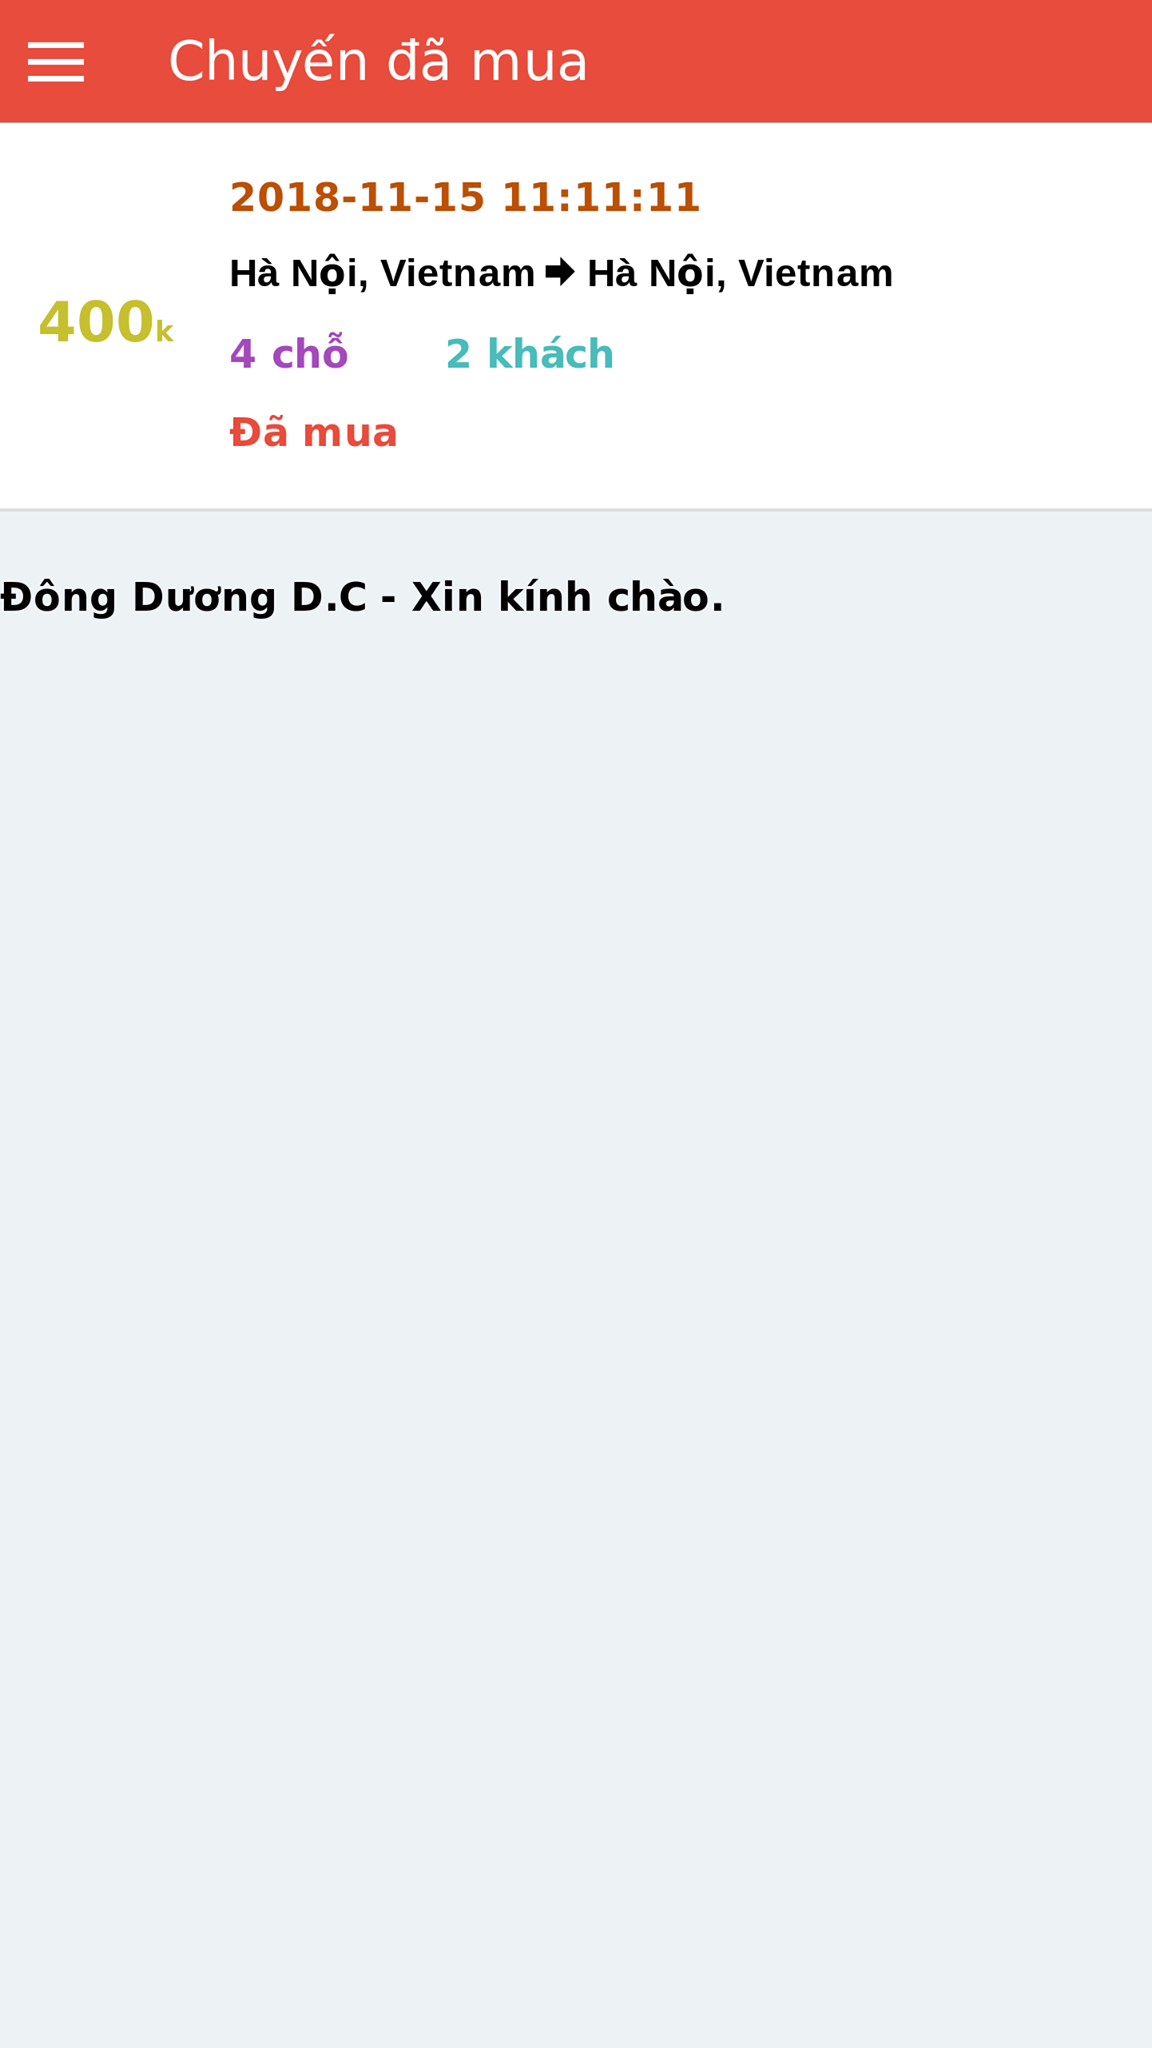 Chuyến đã mua
2018-11-15 11:11:11
Hà Nội, Vietnam 🡆 Hà Nội, Vietnam
400k
4 chỗ 2 khách
Đã mua
Đông Dương D.C - Xin kính chào.